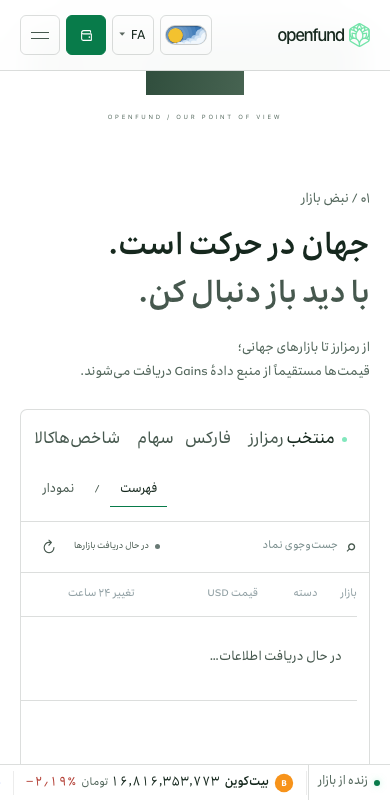 openfund FA
OPENFUND / OUR POINT OF VIEW
۰۱ / نبض بازار
جهان در حرکت است.
با دید باز دنبال کن.
از رمزارز تا بازارهای جهانی؛
قیمت‌ها مستقیماً از منبع دادهٔ Gains دریافت می‌شوند.
منتخب رمزارز فارکس سهام شاخص‌ها کالا
فهرست / نمودار
جست‌وجوی نماد در حال دریافت بازارها
بازار دسته قیمت USD تغییر ۲۴ ساعت
در حال دریافت اطلاعات…
زنده از بازار B بیت‌کوین ۱۶,۸۱۶,۳۵۳,۷۷۳ تومان −۲٫۱۹٪